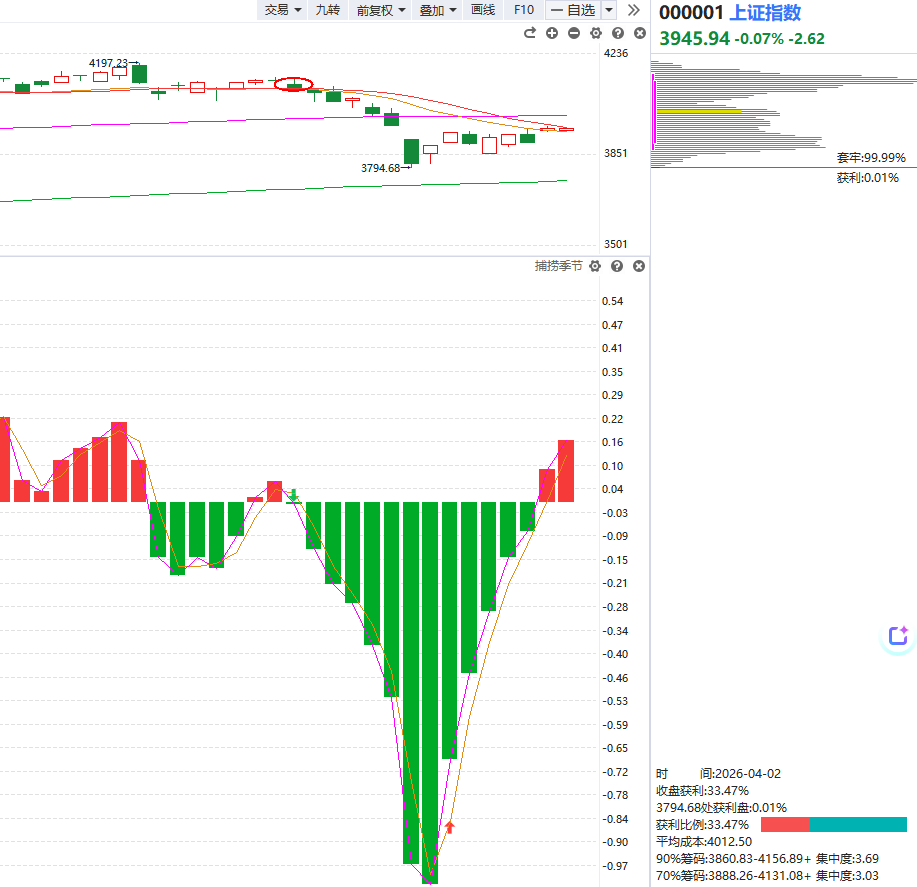 交易 九转 前复权 叠加 画线 F10 一 自选
000001 上证指数
3945.94 -0.07% -2.62
4236
4197.23
3851
3794.68
套牢:99.99%
获利:0.01%
3501
捕捞季节
0.54
0.47
0.41
0.35
0.29
0.22
0.16
0.10
0.04
-0.03
-0.09
-0.15
-0.21
-0.28
-0.34
-0.40
-0.46
-0.53
-0.59
-0.65
-0.72
-0.78
-0.84
-0.90
-0.97
时 间:2026-04-02
收盘获利:33.47%
3794.68处获利盘:0.01%
获利比例:33.47%
平均成本:4012.50
90%筹码:3860.83-4156.89+ 集中度:3.69
70%筹码:3888.26-4131.08+ 集中度:3.03